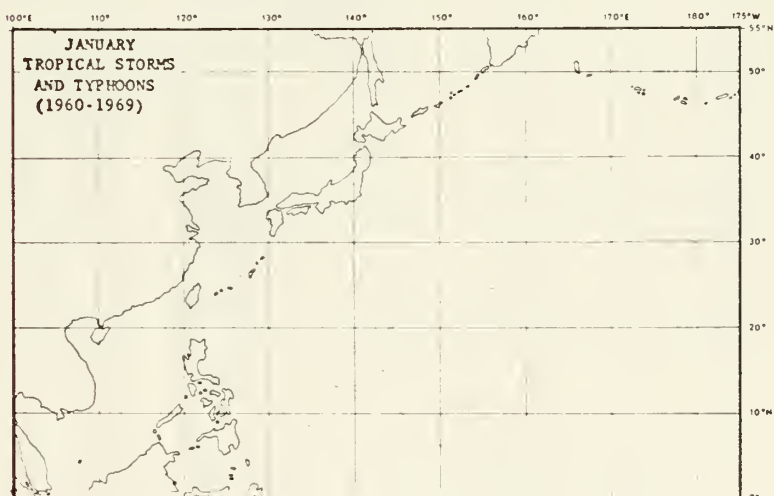 100°E 110° 120° 130° 140° 150° 160°E 170°E 180° 175°W
55°N
JANUARY
TROPICAL STORMS
AND TYPHOONS
(1960-1969)
50°
40°
30°
20°
10°N